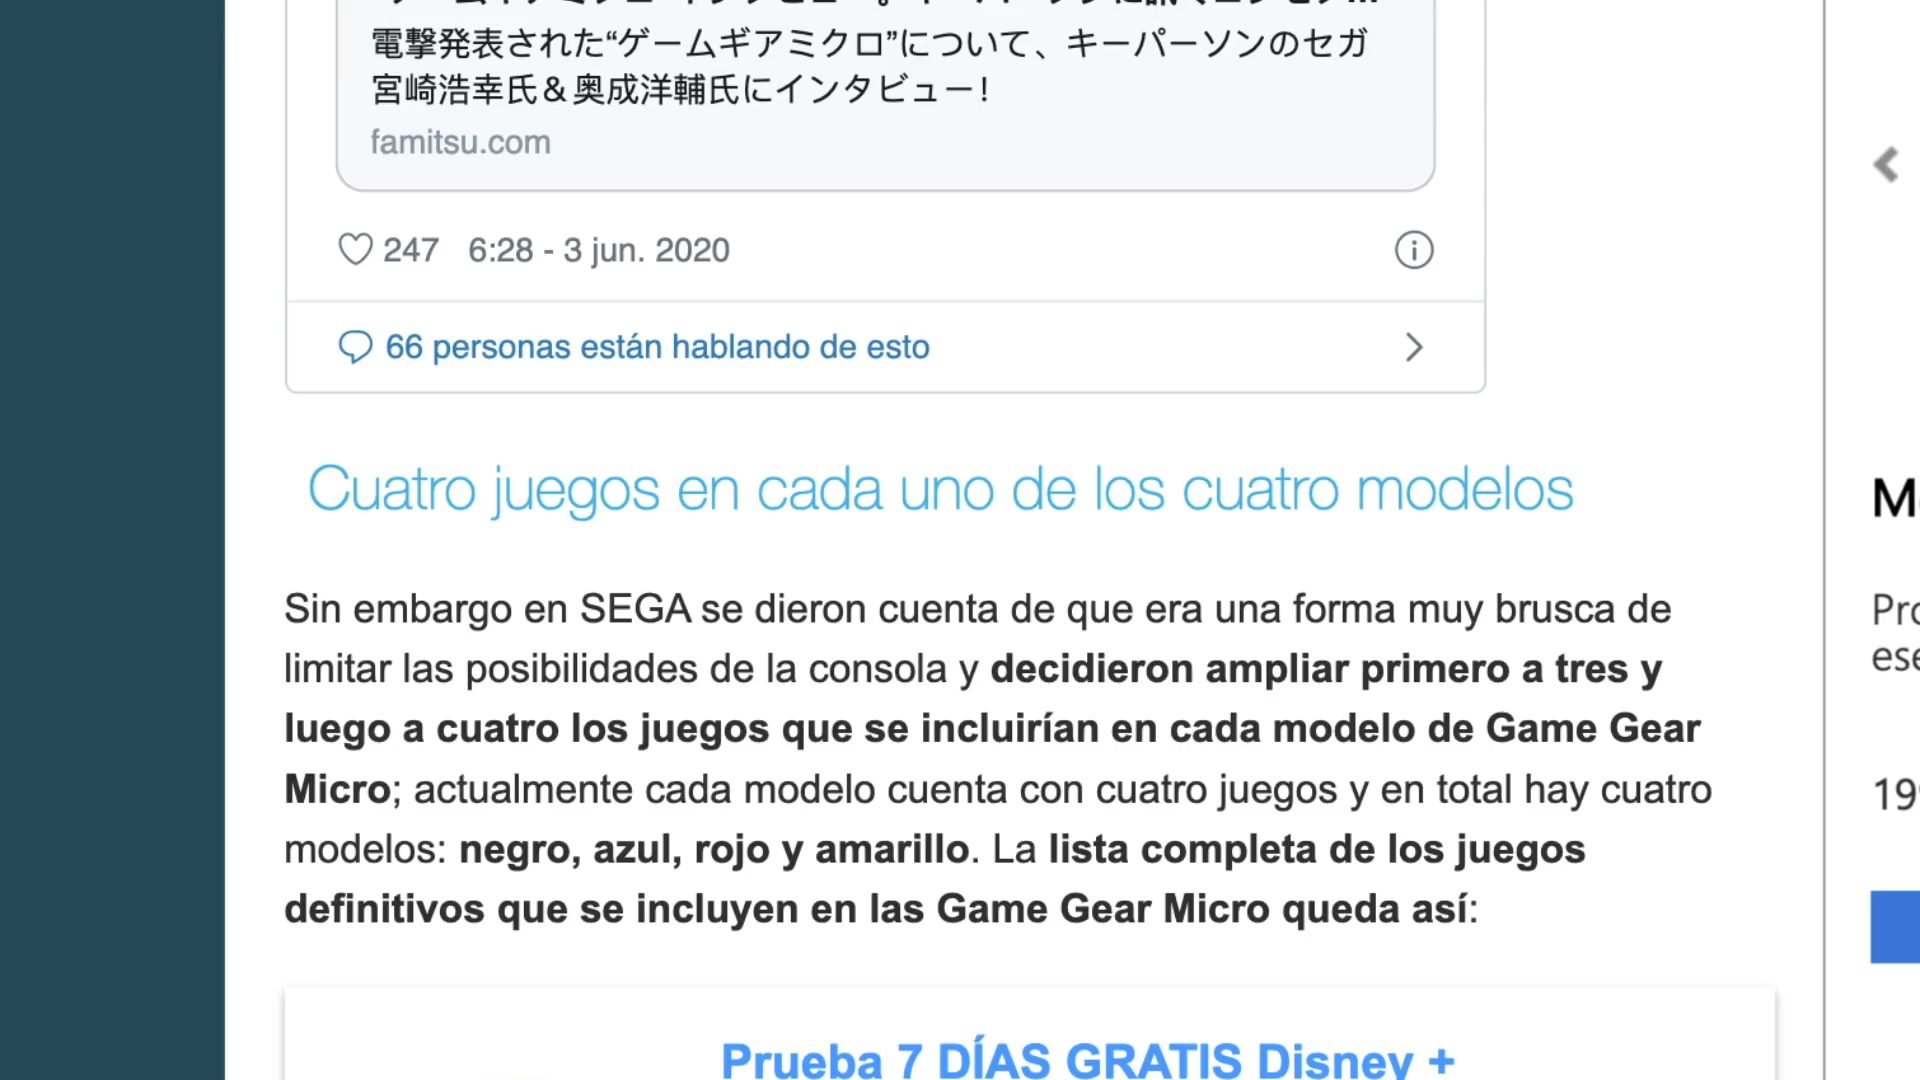 電撃発表された“ゲームギアミクロ”について、キーパーソンのセガ
宮崎浩幸氏＆奥成洋輔氏にインタビュー!
famitsu.com
247 6:28 - 3 jun. 2020
66 personas están hablando de esto
Cuatro juegos en cada uno de los cuatro modelos
Sin embargo en SEGA se dieron cuenta de que era una forma muy brusca de
limitar las posibilidades de la consola y decidieron ampliar primero a tres y
luego a cuatro los juegos que se incluirían en cada modelo de Game Gear
Micro; actualmente cada modelo cuenta con cuatro juegos y en total hay cuatro
modelos: negro, azul, rojo y amarillo. La lista completa de los juegos
definitivos que se incluyen en las Game Gear Micro queda así:
Prueba 7 DÍAS GRATIS Disney +